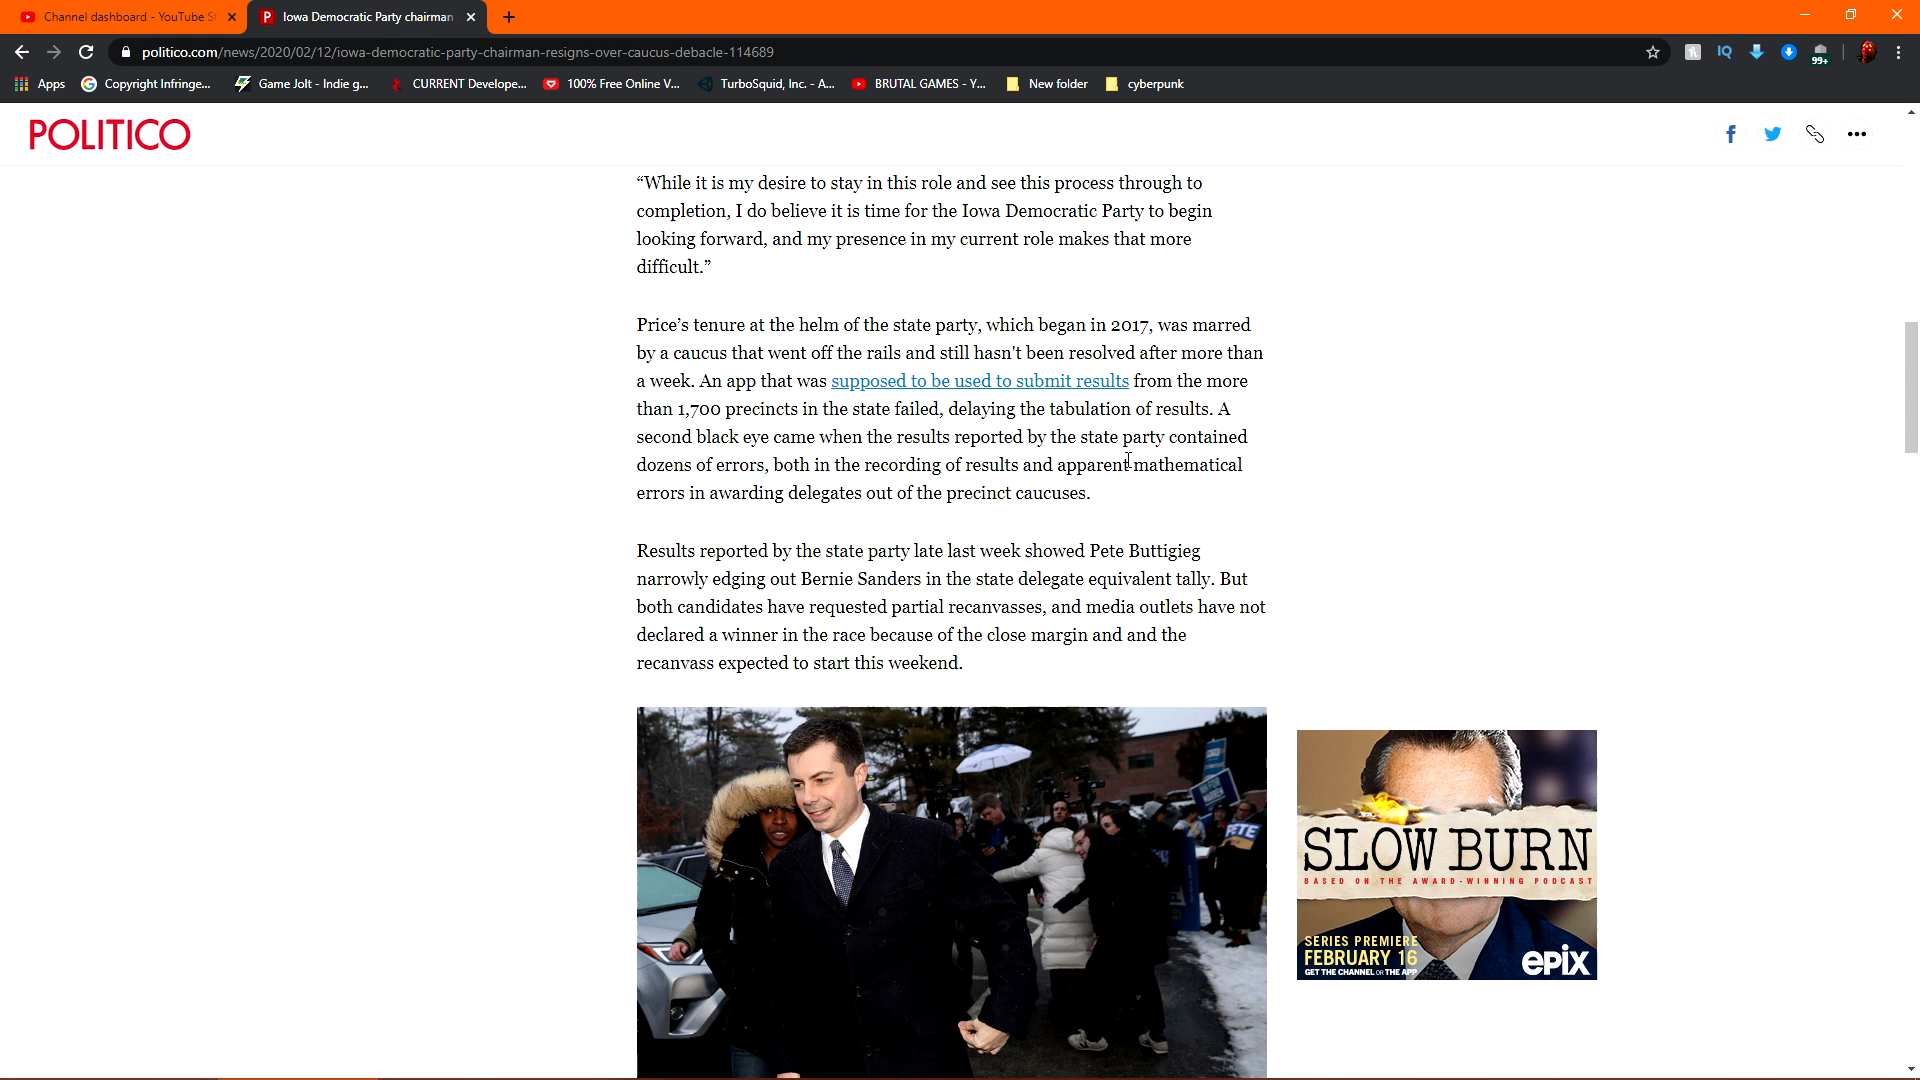 Channel dashboard - YouTube St
Iowa Democratic Party chairman
politico.com/news/2020/02/12/iowa-democratic-party-chairman-resigns-over-caucus-debacle-114689
IQ
99+
Apps
Copyright Infringe...
Game Jolt - Indie g...
CURRENT Develope...
100% Free Online V...
TurboSquid, Inc. - A...
BRUTAL GAMES - Y...
New folder
cyberpunk
POLITICO
“While it is my desire to stay in this role and see this process through to
completion, I do believe it is time for the Iowa Democratic Party to begin
looking forward, and my presence in my current role makes that more
difficult.”
Price’s tenure at the helm of the state party, which began in 2017, was marred
by a caucus that went off the rails and still hasn't been resolved after more than
a week. An app that was supposed to be used to submit results from the more
than 1,700 precincts in the state failed, delaying the tabulation of results. A
second black eye came when the results reported by the state party contained
dozens of errors, both in the recording of results and apparent mathematical
errors in awarding delegates out of the precinct caucuses.
Results reported by the state party late last week showed Pete Buttigieg
narrowly edging out Bernie Sanders in the state delegate equivalent tally. But
both candidates have requested partial recanvasses, and media outlets have not
declared a winner in the race because of the close margin and and the
recanvass expected to start this weekend.
PETE
SLOW BURN
BASED ON THE AWARD-WINNING PODCAST
SERIES PREMIERE
FEBRUARY 16
GET THE CHANNEL OR THE APP
epix